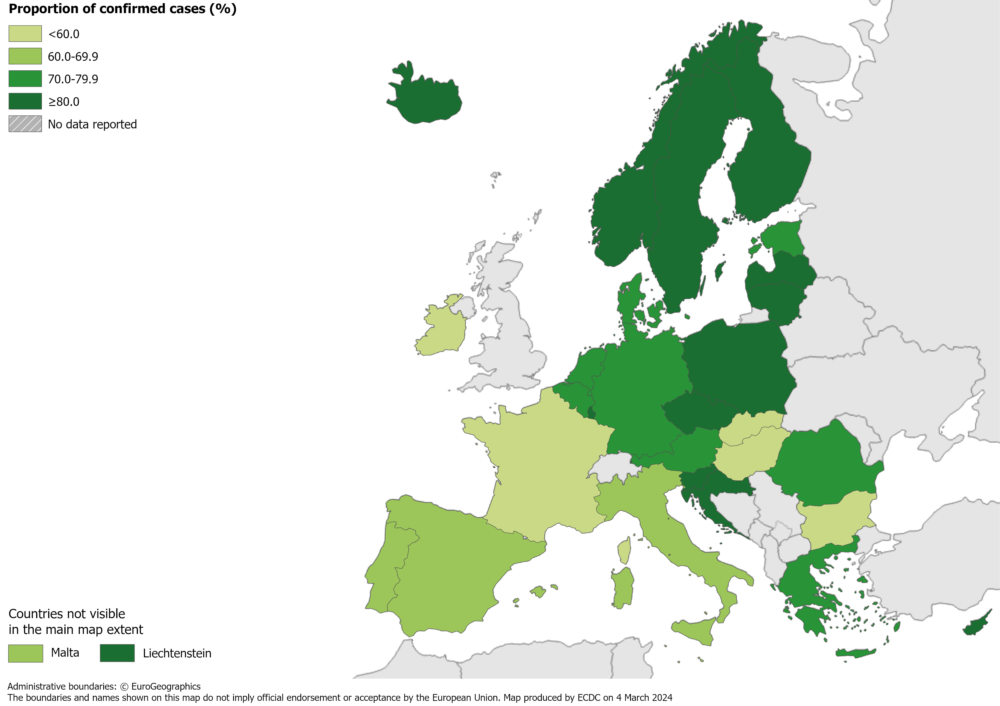 Proportion of confirmed cases (%)
<60.0
60.0-69.9
70.0-79.9
≥80.0
No data reported
Countries not visible
in the main map extent
Malta
Liechtenstein
Administrative boundaries: © EuroGeographics
The boundaries and names shown on this map do not imply official endorsement or acceptance by the European Union. Map produced by ECDC on 4 March 2024